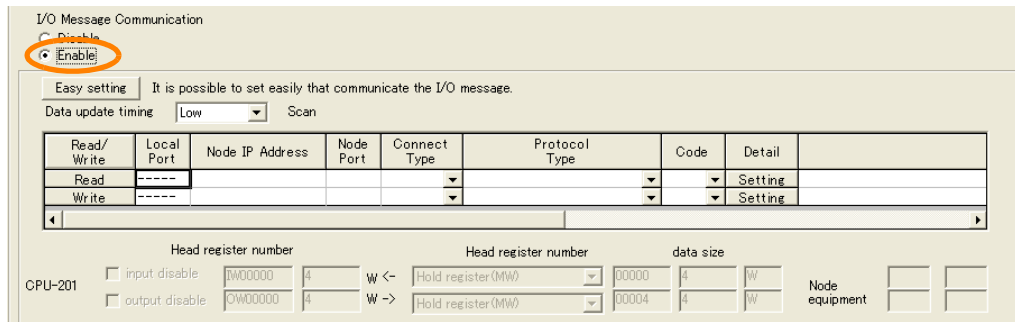 I/O Message Communication
Disable
Enable
Easy setting It is possible to set easily that communicate the I/O message.
Data update timing Low Scan
Read/ Write Local Port Node IP Address Node Port Connect Type Protocol Type Code Detail
Read ----- Setting
Write ----- Setting
Head register number Head register number data size
CPU-201
input disable IW00000 4 W <- Hold register(MW) 00000 4 W
output disable OW00000 4 W -> Hold register(MW) 00004 4 W
Node equipment